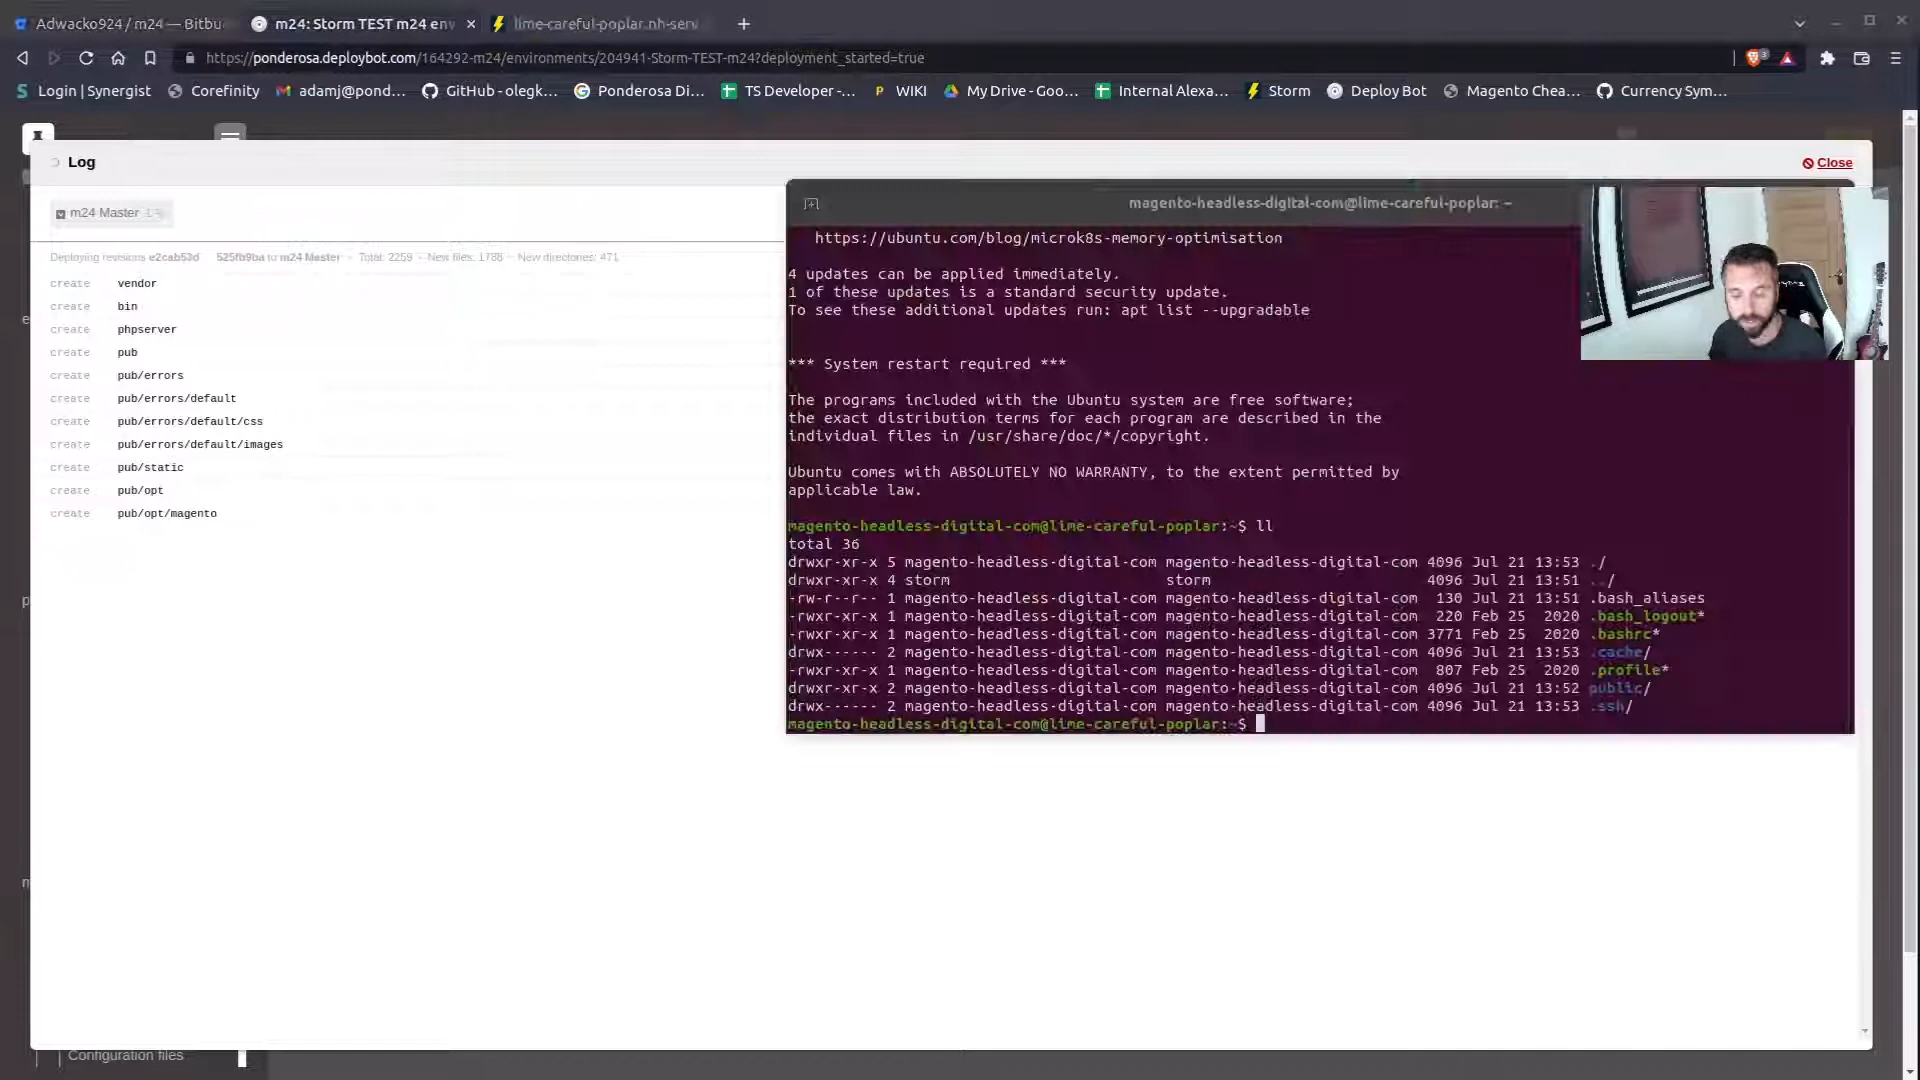 Adwacko924 / m24 — Bitbu
m24: Storm TEST m24 env
lime-careful-poplar.nh-serv
https://ponderosa.deploybot.com/164292-m24/environments/204941-Storm-TEST-m24?deployment_started=true
Login | Synergist
Corefinity
adamj@pond...
GitHub - olegk...
Ponderosa Di...
TS Developer -...
WIKI
My Drive - Goo...
Internal Alexa...
Storm
Deploy Bot
Magento Chea...
Currency Sym...
Log
Close
m24 Master
Deploying revisions e2cab53d 525fb9ba to m24 Master - Total: 2259 - New files: 1788 - New directories: 471
create vendor
create bin
create phpserver
create pub
create pub/errors
create pub/errors/default
create pub/errors/default/css
create pub/errors/default/images
create pub/static
create pub/opt
create pub/opt/magento
magento-headless-digital-com@lime-careful-poplar: ~
https://ubuntu.com/blog/microk8s-memory-optimisation
4 updates can be applied immediately.
1 of these updates is a standard security update.
To see these additional updates run: apt list --upgradable
*** System restart required ***
The programs included with the Ubuntu system are free software;
the exact distribution terms for each program are described in the
individual files in /usr/share/doc/*/copyright.
Ubuntu comes with ABSOLUTELY NO WARRANTY, to the extent permitted by
applicable law.
magento-headless-digital-com@lime-careful-poplar:~$ ll
total 36
drwxr-xr-x 5 magento-headless-digital-com magento-headless-digital-com 4096 Jul 21 13:53 ./
drwxr-xr-x 4 storm storm 4096 Jul 21 13:51 ../
-rw-r--r-- 1 magento-headless-digital-com magento-headless-digital-com 130 Jul 21 13:51 .bash_aliases
-rwxr-xr-x 1 magento-headless-digital-com magento-headless-digital-com 220 Feb 25 2020 .bash_logout*
-rwxr-xr-x 1 magento-headless-digital-com magento-headless-digital-com 3771 Feb 25 2020 .bashrc*
drwx------ 2 magento-headless-digital-com magento-headless-digital-com 4096 Jul 21 13:53 .cache/
-rwxr-xr-x 1 magento-headless-digital-com magento-headless-digital-com 807 Feb 25 2020 .profile*
drwxr-xr-x 2 magento-headless-digital-com magento-headless-digital-com 4096 Jul 21 13:52 public/
drwx------ 2 magento-headless-digital-com magento-headless-digital-com 4096 Jul 21 13:53 .ssh/
magento-headless-digital-com@lime-careful-poplar:~$
Configuration files